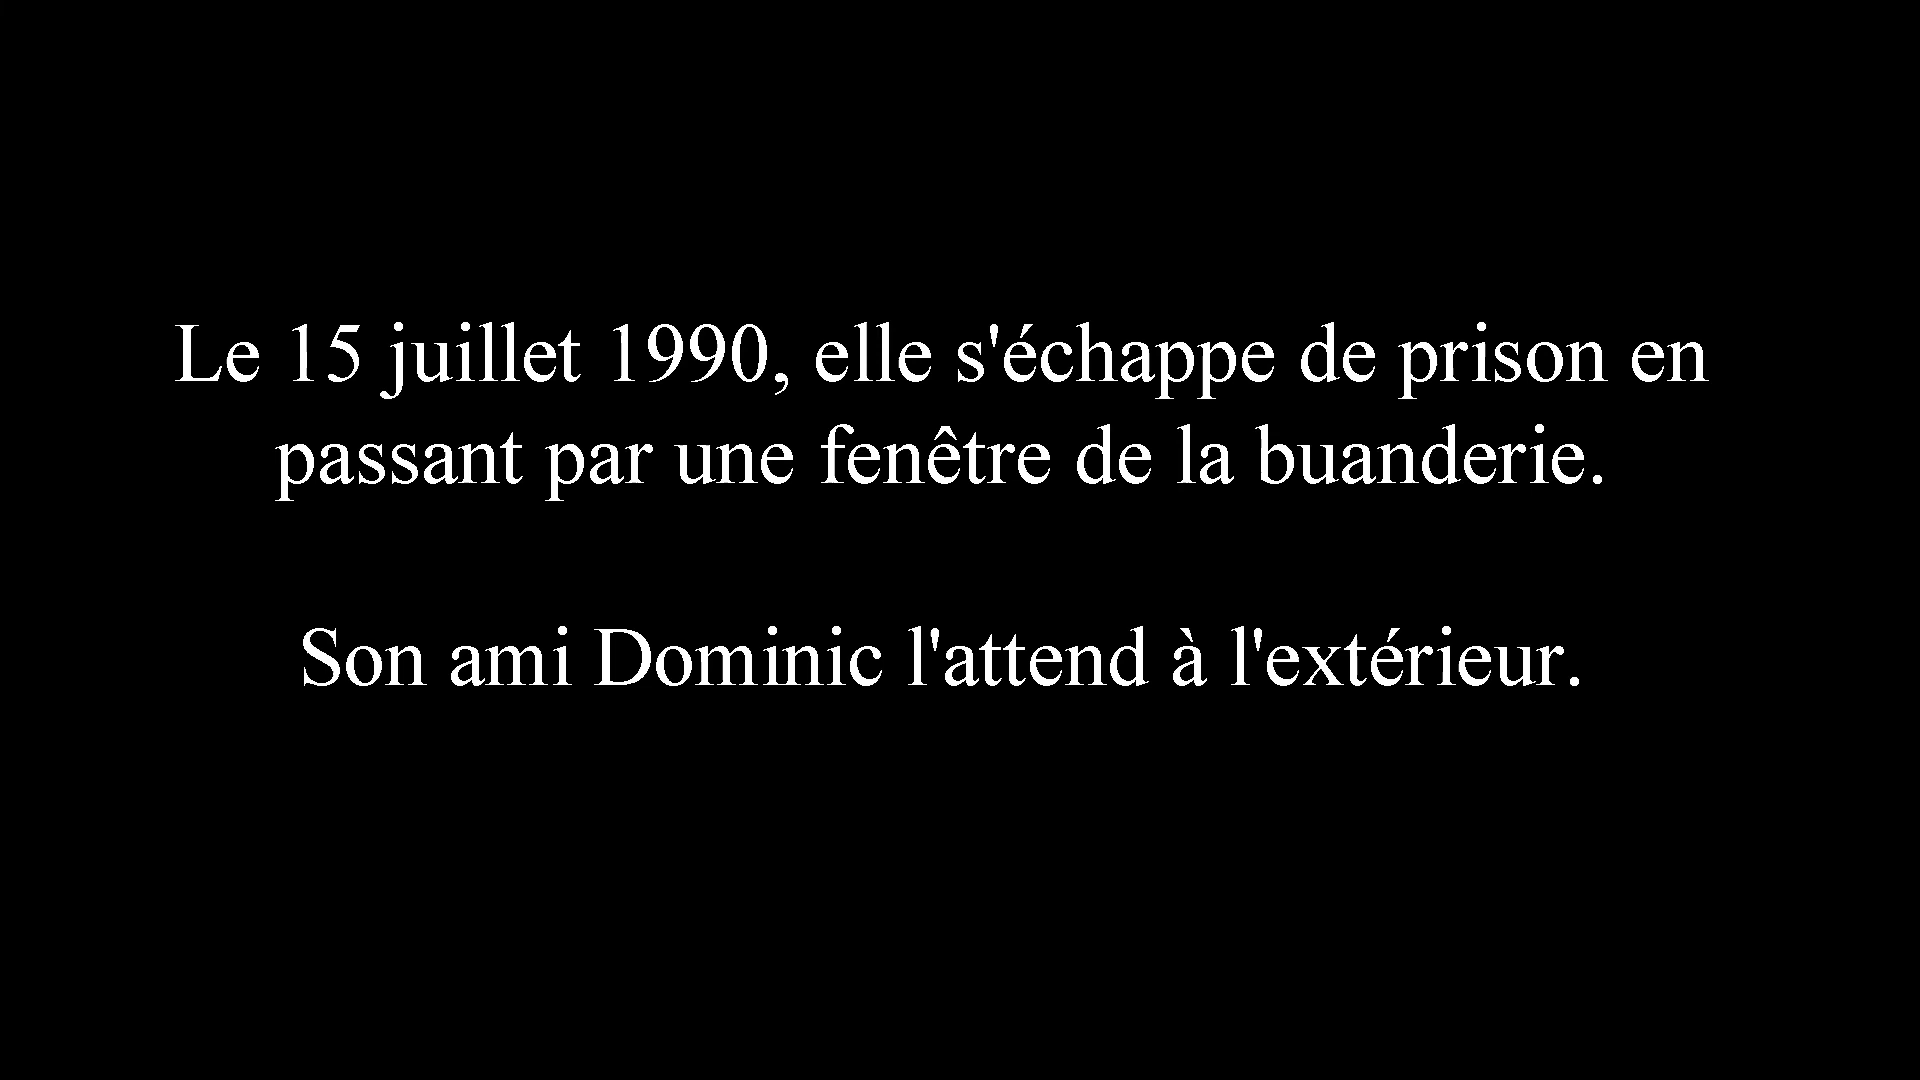 Le 15 juillet 1990, elle s'échappe de prison en
passant par une fenêtre de la buanderie.
Son ami Dominic l'attend à l'extérieur.